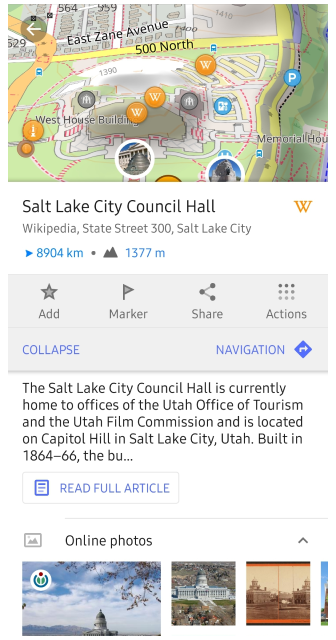 564 559
1410
529
East Zane Avenue
500 North
W
1390
P
W
W
West House Building
Memorial Hou
Salt Lake City Council Hall
W
Wikipedia, State Street 300, Salt Lake City
8904 km • 1377 m
Add Marker Share Actions
COLLAPSE NAVIGATION
The Salt Lake City Council Hall is currently
home to offices of the Utah Office of Tourism
and the Utah Film Commission and is located
on Capitol Hill in Salt Lake City, Utah. Built in
1864–66, the bu...
READ FULL ARTICLE
Online photos